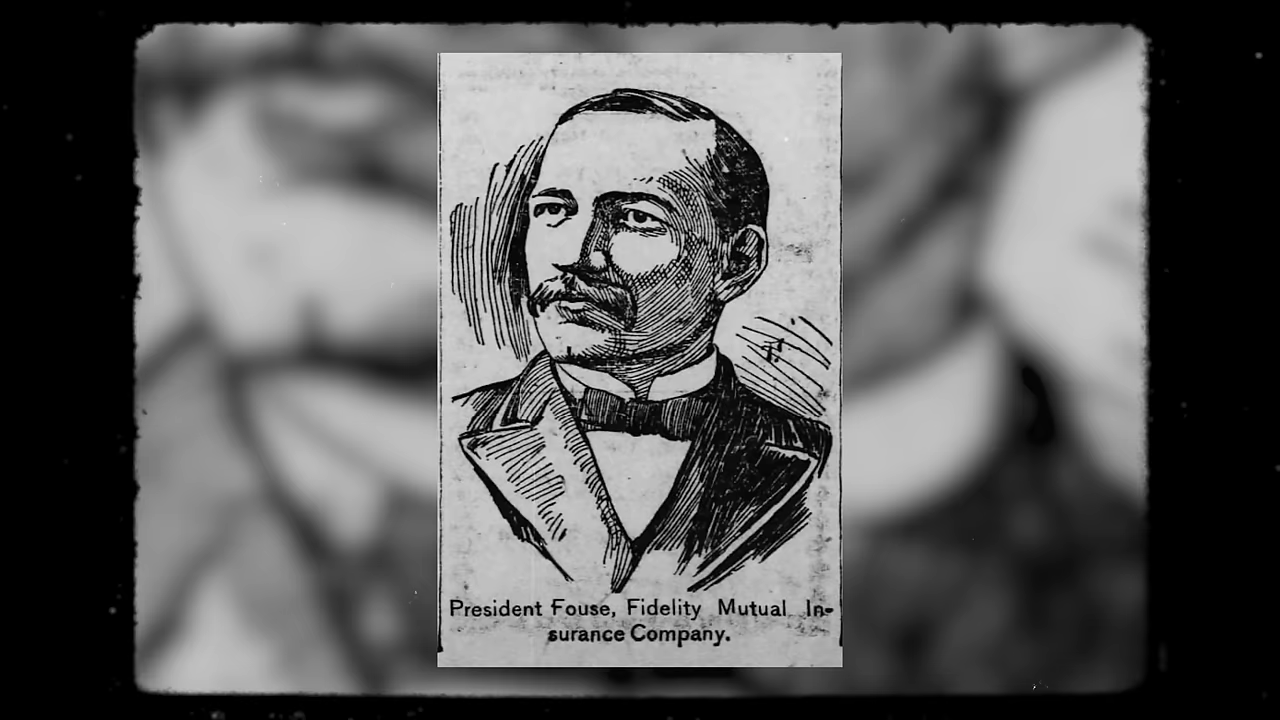 President Fouse, Fidelity Mutual In-
surance Company.